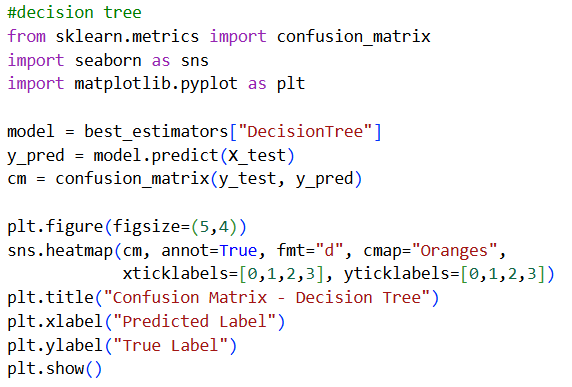 #decision tree
from sklearn.metrics import confusion_matrix
import seaborn as sns
import matplotlib.pyplot as plt

model = best_estimators["DecisionTree"]
y_pred = model.predict(X_test)
cm = confusion_matrix(y_test, y_pred)

plt.figure(figsize=(5,4))
sns.heatmap(cm, annot=True, fmt="d", cmap="Oranges",
            xticklabels=[0,1,2,3], yticklabels=[0,1,2,3])
plt.title("Confusion Matrix - Decision Tree")
plt.xlabel("Predicted Label")
plt.ylabel("True Label")
plt.show()